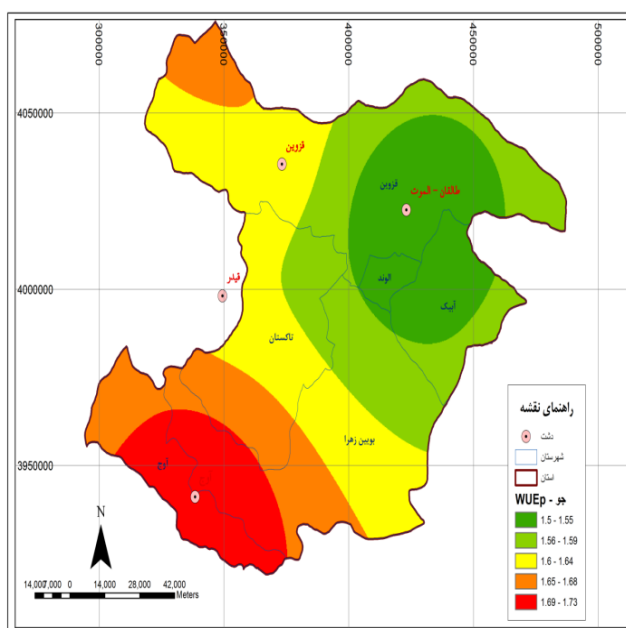 300000
350000
400000
450000
500000
4050000
4000000
3950000
قزوین
قزوین
طالقان - الموت
الوند
قیدار
آبیک
تاکستان
بویین زهرا
آوج
N
14,000 7,000 0 14,000 28,000 42,000
Meters
راهنمای نقشه
دشت
شهرستان
استان
WUEp - جو
1.5 - 1.55
1.56 - 1.59
1.6 - 1.64
1.65 - 1.68
1.69 - 1.73